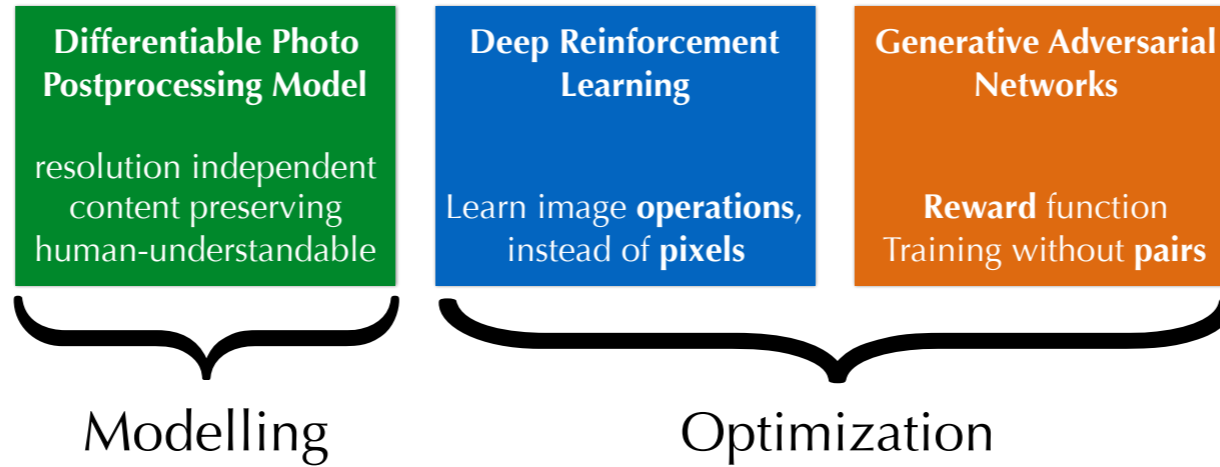 Differentiable Photo
Postprocessing Model
resolution independent
content preserving
human-understandable
Deep Reinforcement
Learning
Learn image operations,
instead of pixels
Generative Adversarial
Networks
Reward function
Training without pairs
Modelling
Optimization